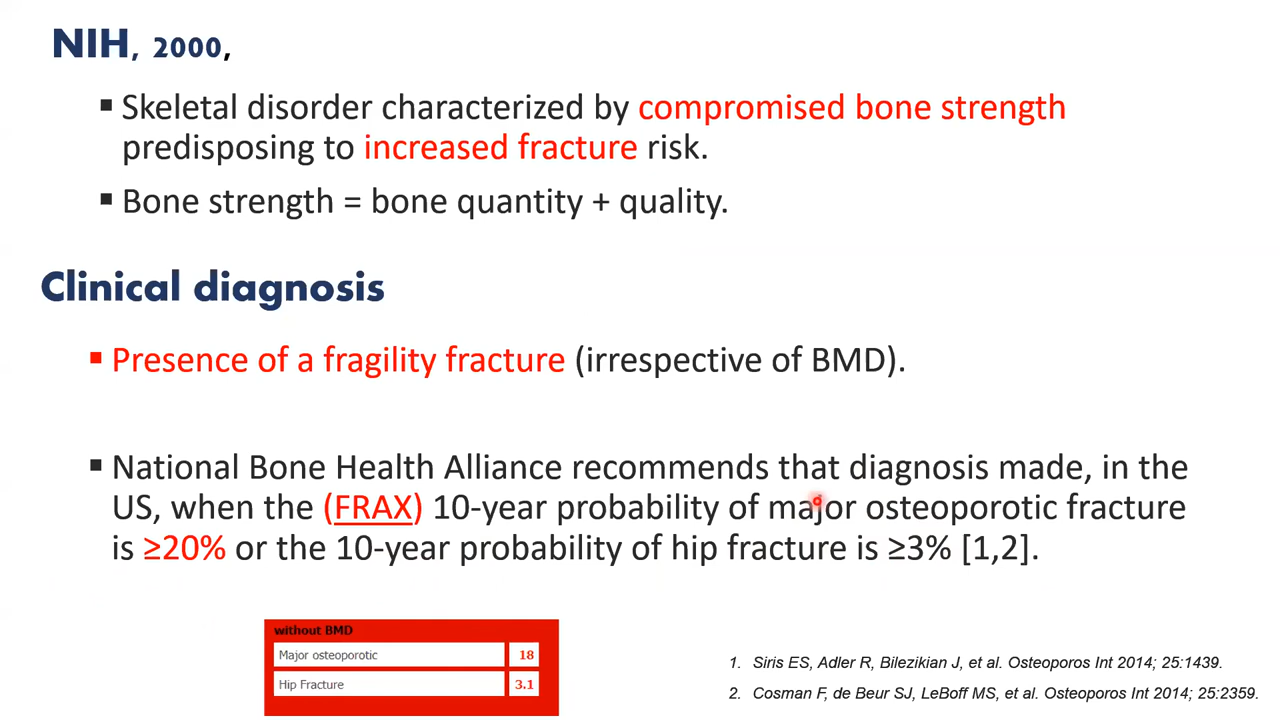 NIH, 2000,
▪ Skeletal disorder characterized by compromised bone strength
predisposing to increased fracture risk.
▪ Bone strength = bone quantity + quality.
Clinical diagnosis
▪ Presence of a fragility fracture (irrespective of BMD).
▪ National Bone Health Alliance recommends that diagnosis made, in the
US, when the (FRAX) 10-year probability of major osteoporotic fracture
is ≥20% or the 10-year probability of hip fracture is ≥3% [1,2].
without BMD
Major osteoporotic 18
Hip Fracture 3.1
1. Siris ES, Adler R, Bilezikian J, et al. Osteoporos Int 2014; 25:1439.
2. Cosman F, de Beur SJ, LeBoff MS, et al. Osteoporos Int 2014; 25:2359.